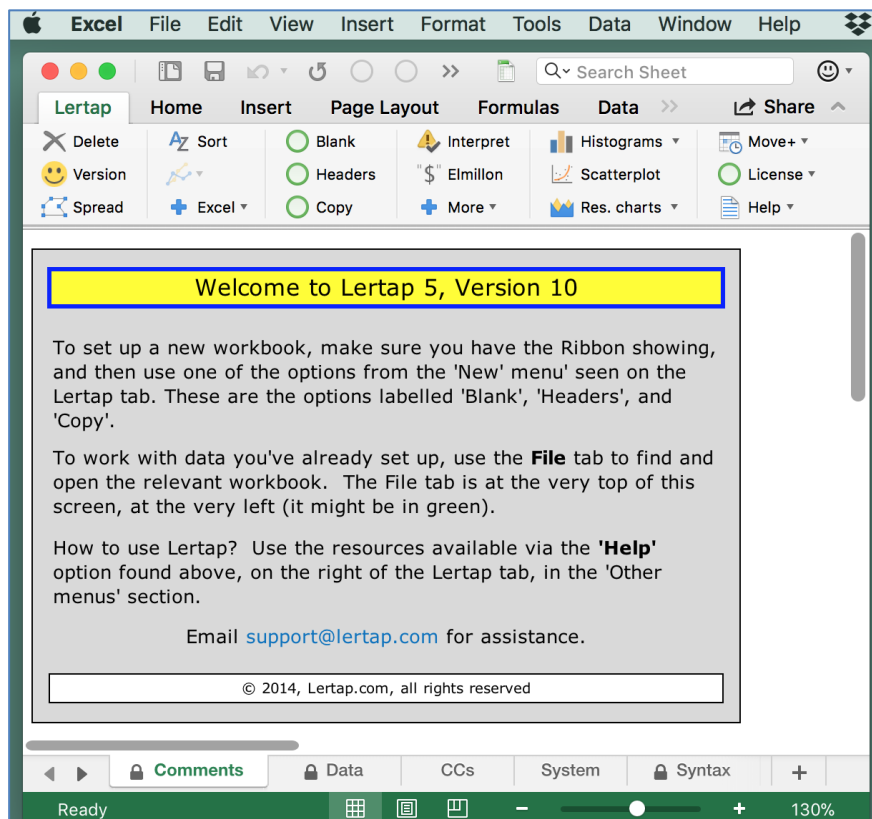 Excel File Edit View Insert Format Tools Data Window Help
Search Sheet
Lertap Home Insert Page Layout Formulas Data >> Share
Delete Sort Blank Interpret Histograms Move+
Version Headers "$" Elmillon Scatterplot License
Spread Excel Copy More Res. charts Help
Welcome to Lertap 5, Version 10
To set up a new workbook, make sure you have the Ribbon showing,
and then use one of the options from the 'New' menu' seen on the
Lertap tab. These are the options labelled 'Blank', 'Headers', and
'Copy'.
To work with data you've already set up, use the File tab to find and
open the relevant workbook. The File tab is at the very top of this
screen, at the very left (it might be in green).
How to use Lertap? Use the resources available via the 'Help'
option found above, on the right of the Lertap tab, in the 'Other
menus' section.
Email support@lertap.com for assistance.
© 2014, Lertap.com, all rights reserved
Comments Data CCs System Syntax +
Ready - + 130%